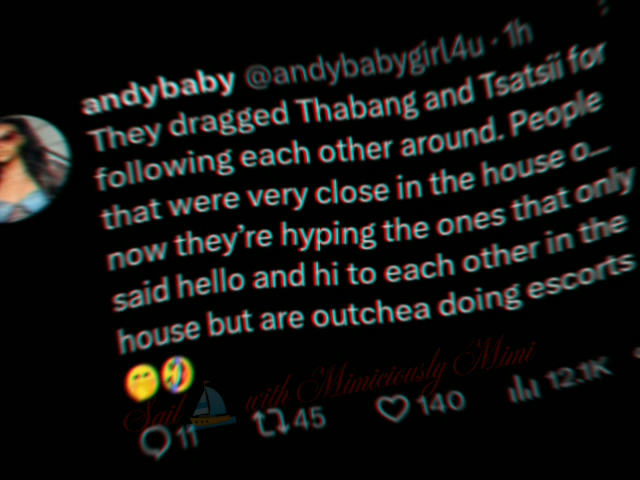 andybaby @andybabygirl4u · 1h
They dragged Thabang and Tsatsii for
following each other around. People
that were very close in the house o...
now they're hyping the ones that only
said hello and hi to each other in the
house but are outchea doing escorts
🤭🤣
Sail ⛵ with Mimiciously Mimi
11 45 140 12.1K